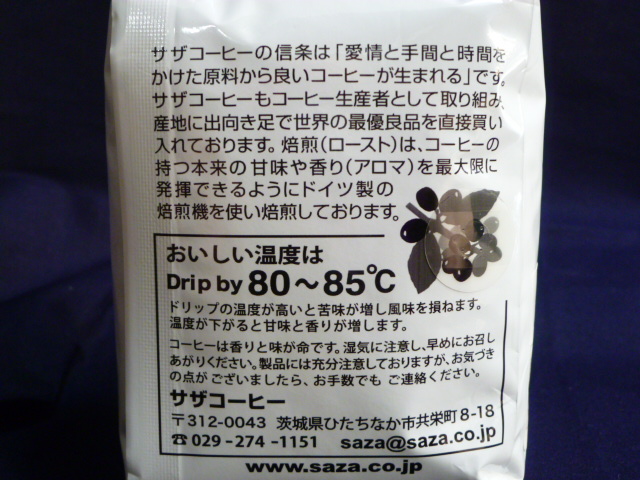 サザコーヒーの信条は「愛情と手間と時間を
かけた原料から良いコーヒーが生まれる」です。
サザコーヒーもコーヒー生産者として取り組み、
産地に出向き足で世界の最優良品を直接買い
入れております。焙煎(ロースト)は、コーヒーの
持つ本来の甘味や香り(アロマ)を最大限に
発揮できるようにドイツ製の
焙煎機を使い焙煎しております。
おいしい温度は
Drip by 80〜85℃
ドリップの温度が高いと苦味が増し風味を損ねます。
温度が下がると甘味と香りが増します。
コーヒーは香りと味が命です。湿気に注意し、早めにお召し
あがりください。製品には充分注意しておりますが、お気づき
の点がございましたら、お手数でも ご連絡ください。
サザコーヒー
〒312-0043 茨城県ひたちなか市共栄町8-18
☎029-274-1151 saza@saza.co.jp
www.saza.co.jp